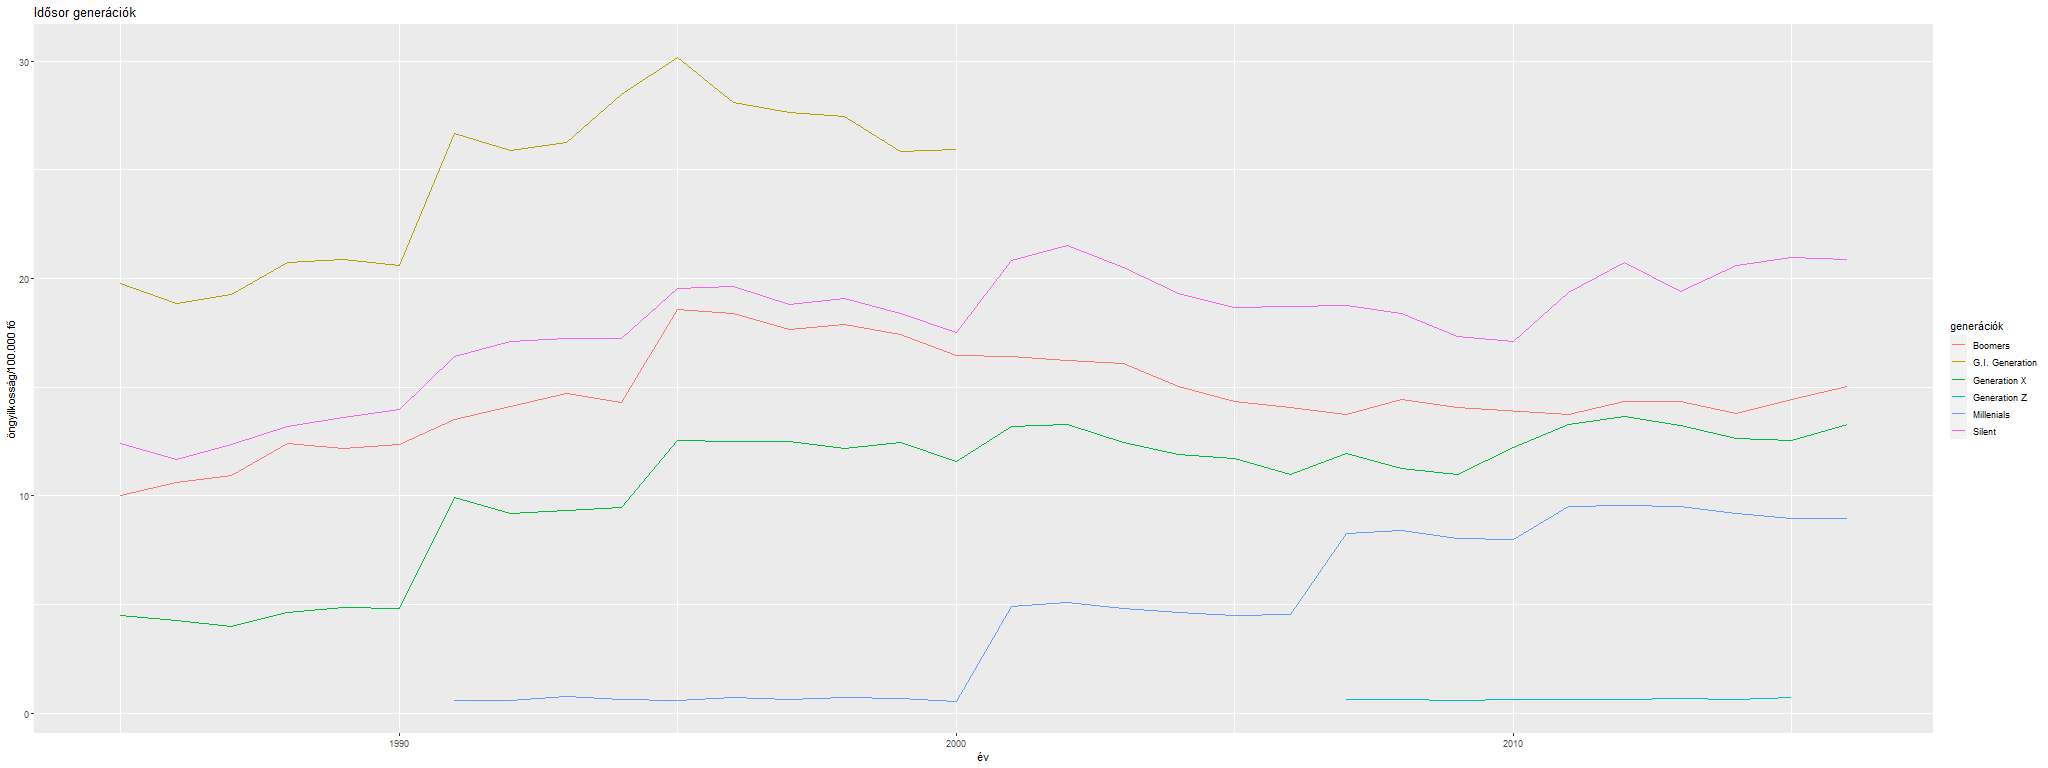 Idősor generációk
30
20
10
0
öngyilkosság/100.000 fő
1990
2000
2010
év
generációk
Boomers
G.I. Generation
Generation X
Generation Z
Millenials
Silent